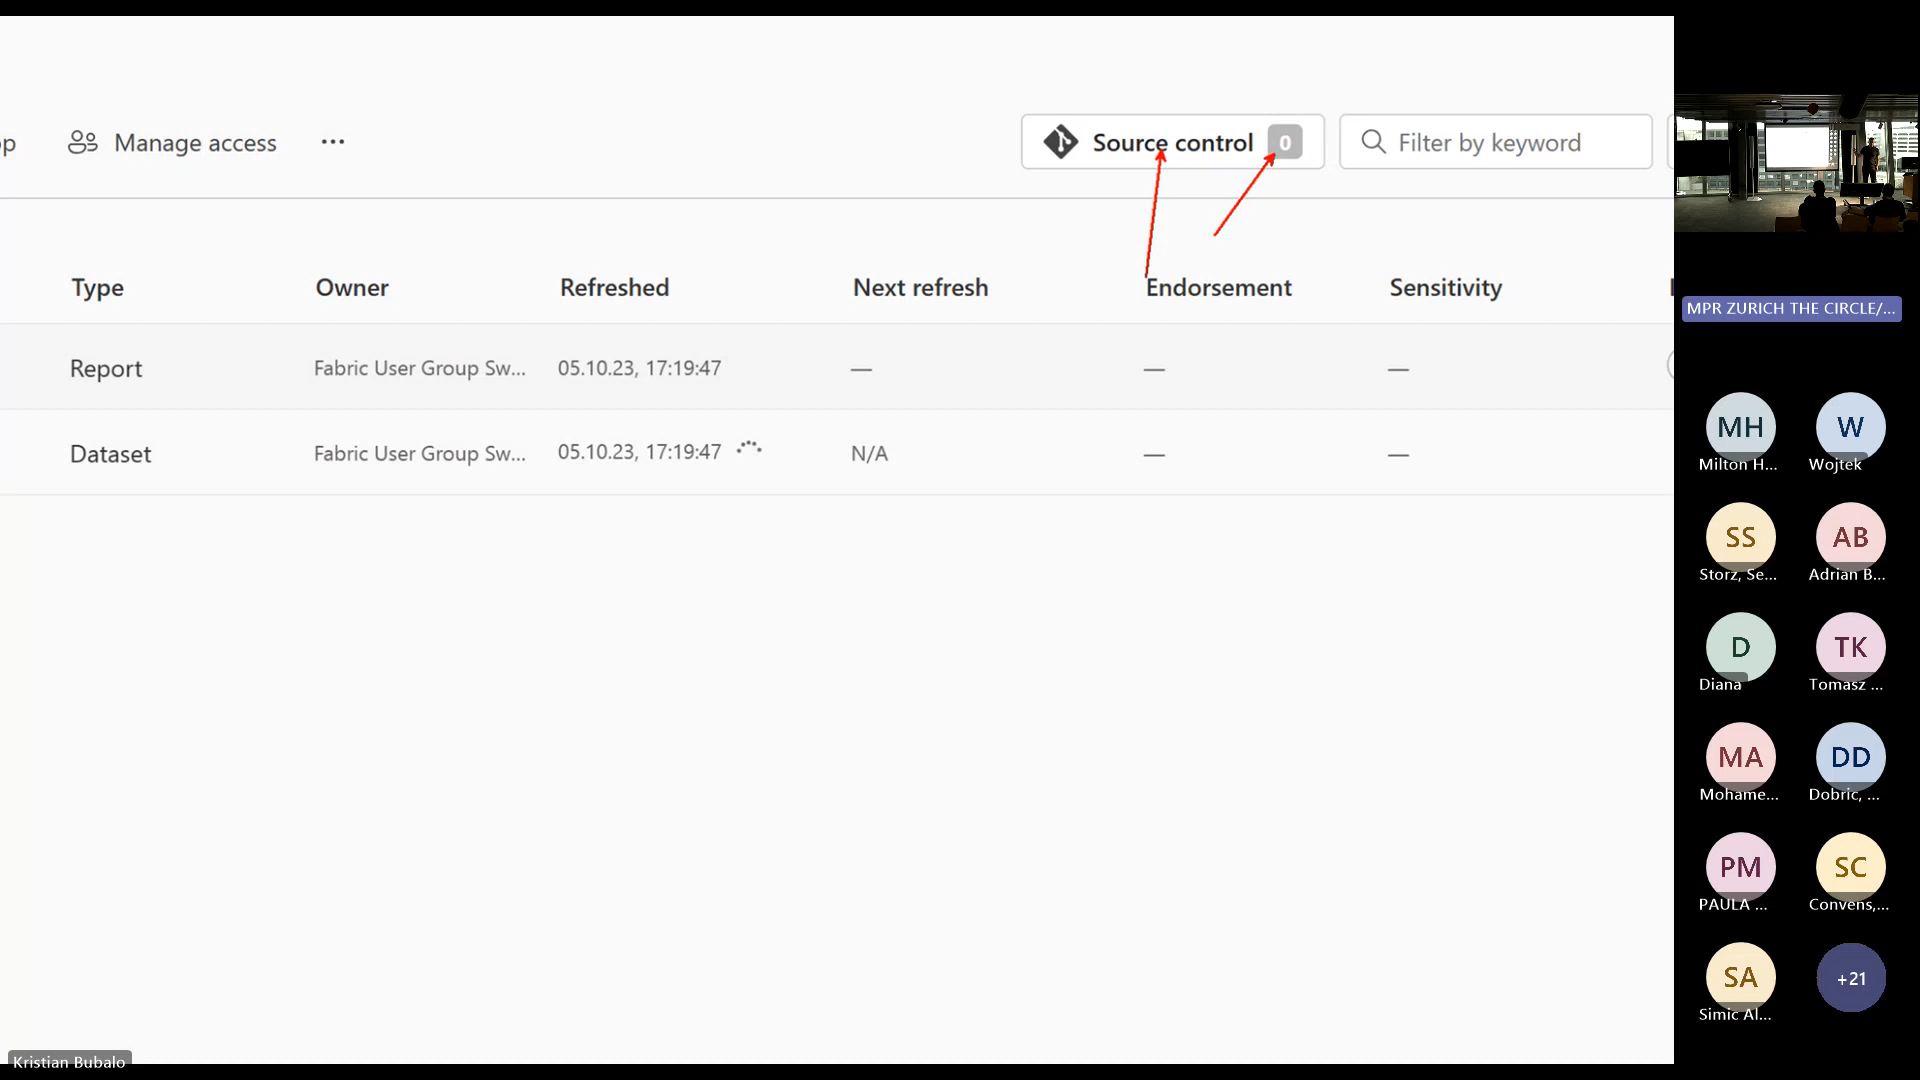 pp
Manage access
Source control 0
Filter by keyword
Type Owner Refreshed Next refresh Endorsement Sensitivity
Report Fabric User Group Sw... 05.10.23, 17:19:47 — — —
Dataset Fabric User Group Sw... 05.10.23, 17:19:47 N/A — —
MPR ZURICH THE CIRCLE/...
MH W
Milton H... Wojtek
SS AB
Storz, Se... Adrian B...
D TK
Diana Tomasz ...
MA DD
Mohame... Dobric, ...
PM SC
PAULA ... Convens,...
SA +21
Simic Al...
Kristian Bubalo